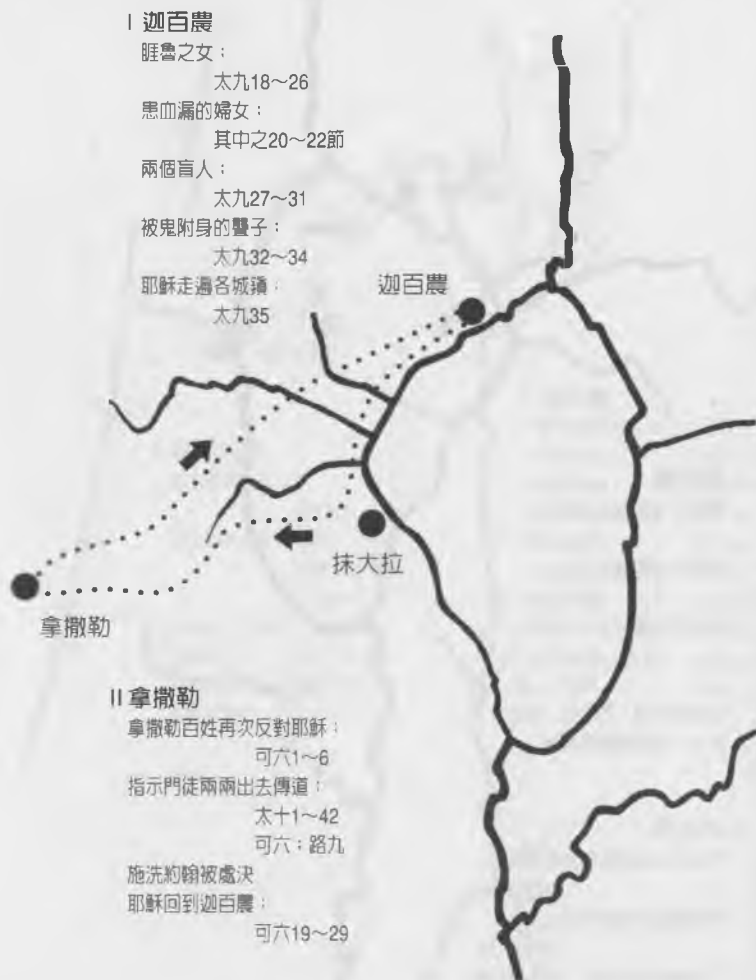 I 迦百農
睚魯之女：
太九18～26
患血漏的婦女：
其中之20～22節
兩個盲人：
太九27～31
被鬼附身的聾子：
太九32～34
耶穌走遍各城鎮：
太九35
迦百農
抹大拉
拿撒勒
II 拿撒勒
拿撒勒百姓再次反對耶穌：
可六1～6
指示門徒兩兩出去傳道：
太十1～42
可六；路九
施洗約翰被處決
耶穌回到迦百農：
可六19～29